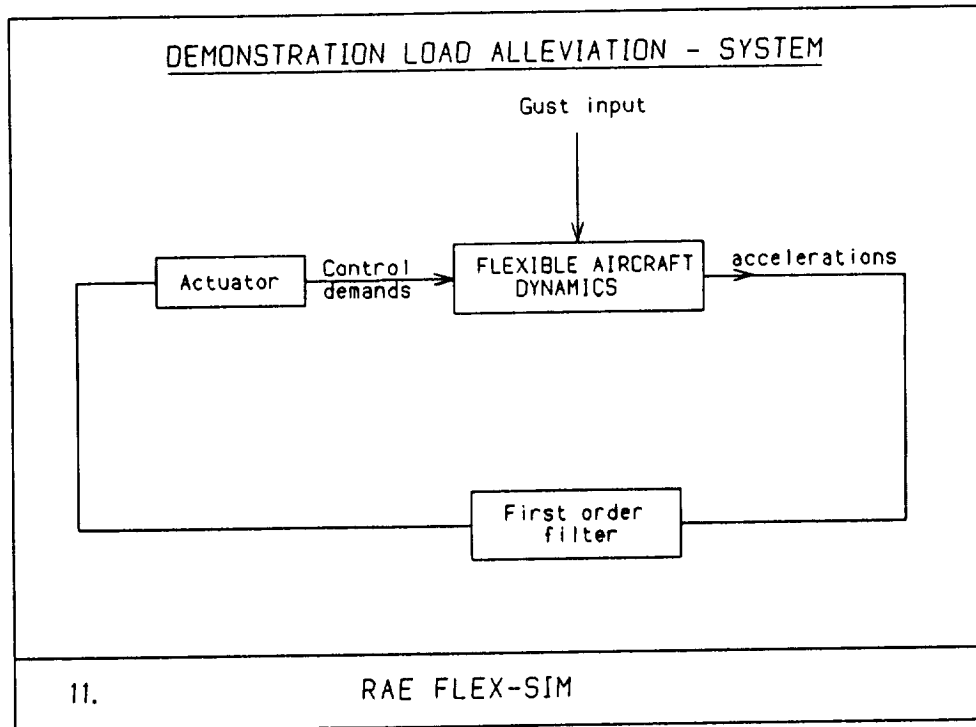 DEMONSTRATION LOAD ALLEVIATION - SYSTEM
Gust input
Actuator
Control
demands
FLEXIBLE AIRCRAFT
DYNAMICS
accelerations
First order
filter
11.
RAE FLEX-SIM